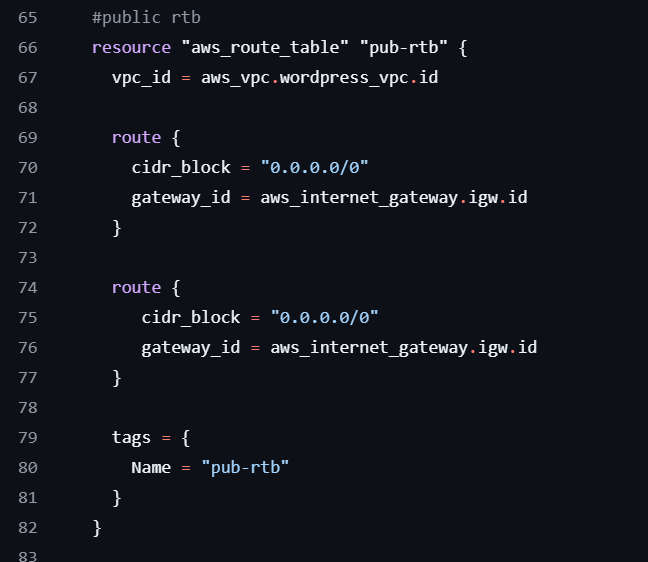 65 #public rtb
66 resource "aws_route_table" "pub-rtb" {
67 vpc_id = aws_vpc.wordpress_vpc.id
68
69 route {
70 cidr_block = "0.0.0.0/0"
71 gateway_id = aws_internet_gateway.igw.id
72 }
73
74 route {
75 cidr_block = "0.0.0.0/0"
76 gateway_id = aws_internet_gateway.igw.id
77 }
78
79 tags = {
80 Name = "pub-rtb"
81 }
82 }
83